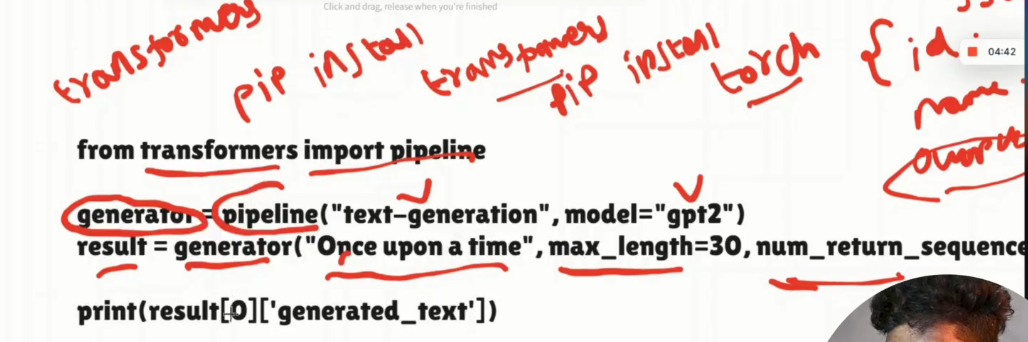 Click and drag, release when you're finished
transformers pip install transformers pip install torch { id
04:42
name
from transformers import pipeline
generator = pipeline("text-generation", model="gpt2")
result = generator("Once upon a time", max_length=30, num_return_sequence
print(result[0]['generated_text'])